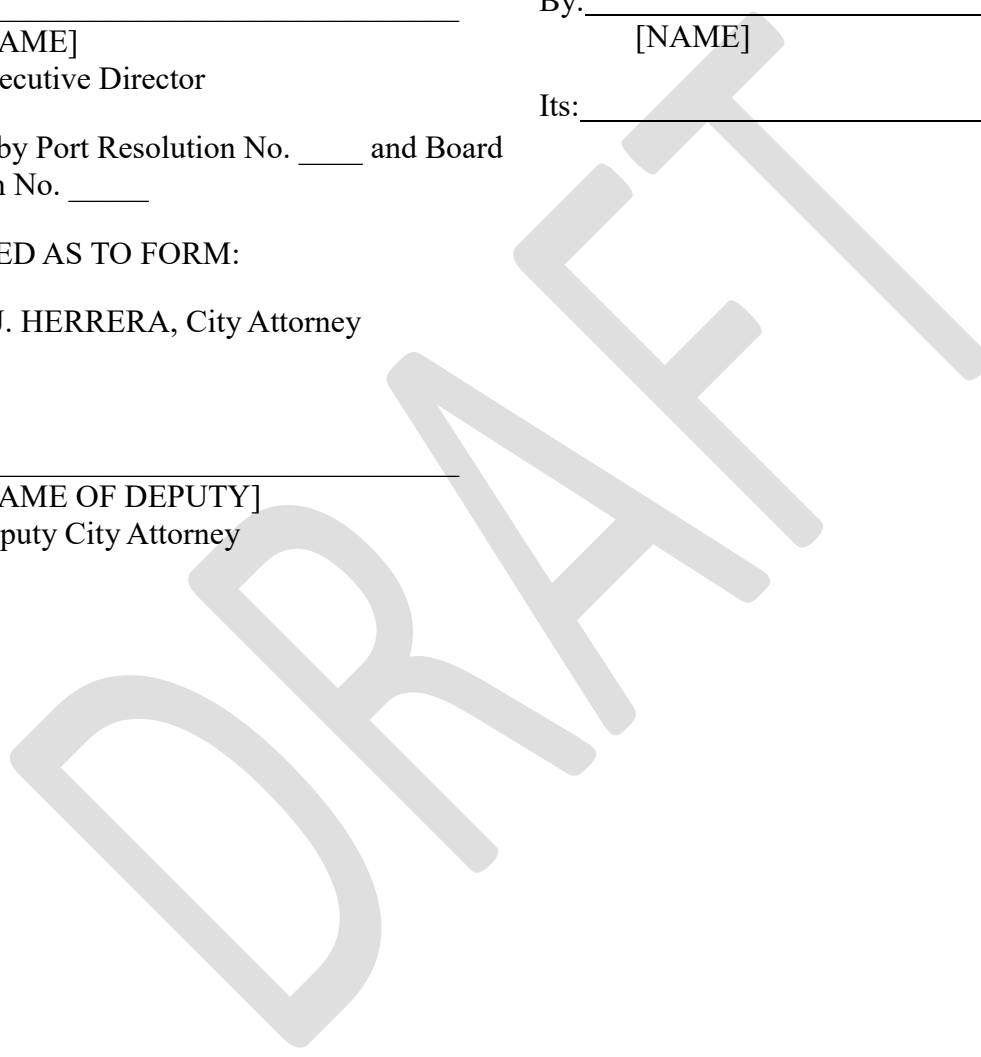 By:
AME]
[NAME]
ecutive Director
Its:
by Port Resolution No. ____ and Board
n No. _____
ED AS TO FORM:
J. HERRERA, City Attorney
AME OF DEPUTY]
puty City Attorney
DRAFT